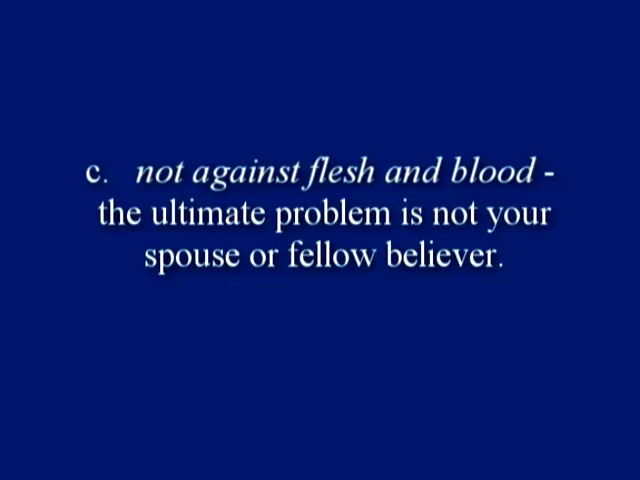 c. not against flesh and blood -
the ultimate problem is not your
spouse or fellow believer.